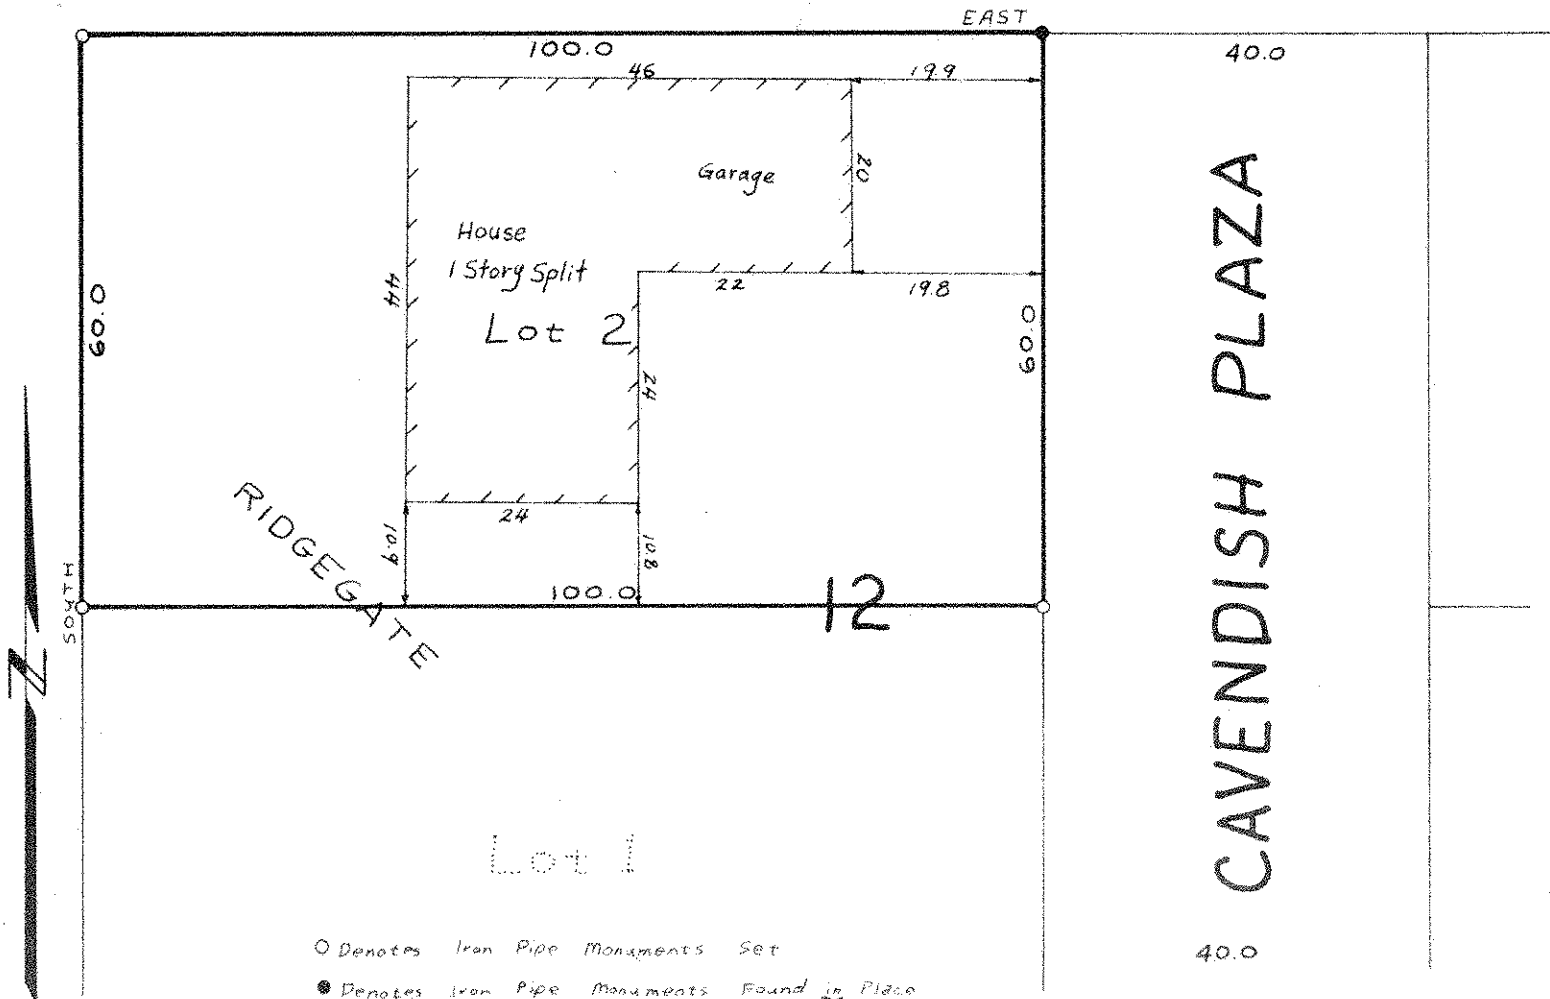 EAST
100.0
40.0
46
19.9
Garage
20
House
1 Story Split
44
22
19.8
Lot 2
60.0
60.0
24
CAVENDISH PLAZA
RIDGEGATE
24
10.9
10.8
100.0
12
SOUTH
N
Lot 1
O Denotes Iron Pipe Monuments Set
40.0
● Denotes Iron Pipe Monuments Found in Place